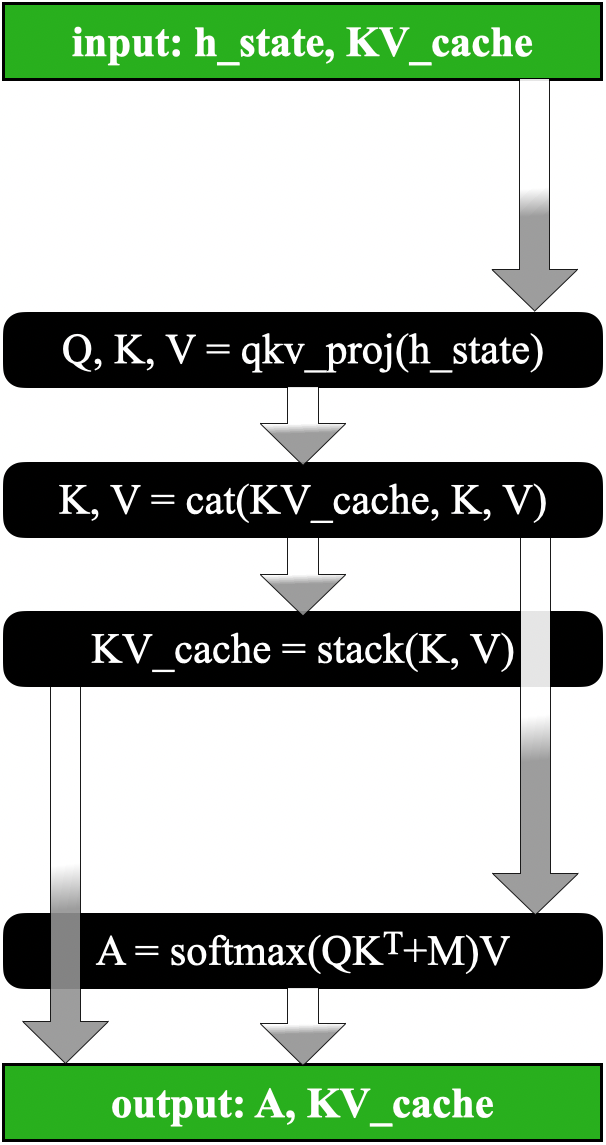 input: h_state, KV_cache
Q, K, V = qkv_proj(h_state)
K, V = cat(KV_cache, K, V)
KV_cache = stack(K, V)
A = softmax(QKᵀ+M)V
output: A, KV_cache